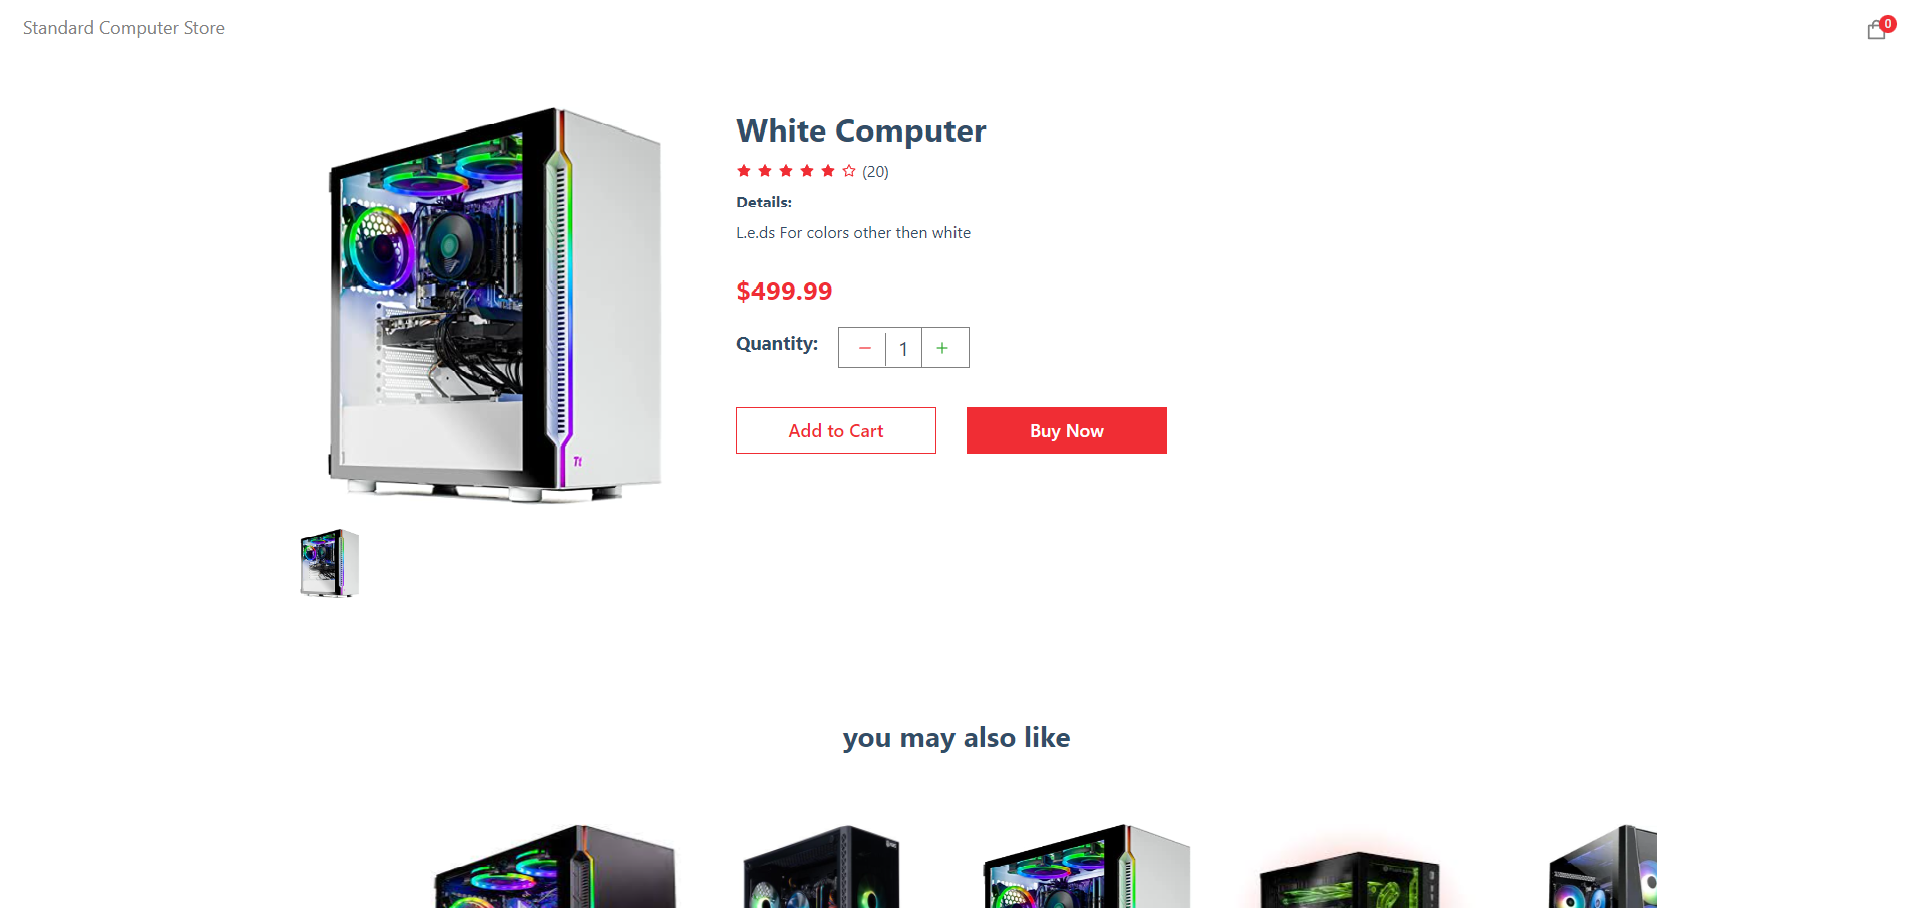 Standard Computer Store
0
White Computer
(20)
Details:
L.e.ds For colors other then white
$499.99
Quantity:
− 1 +
Add to Cart
Buy Now
Tt
you may also like